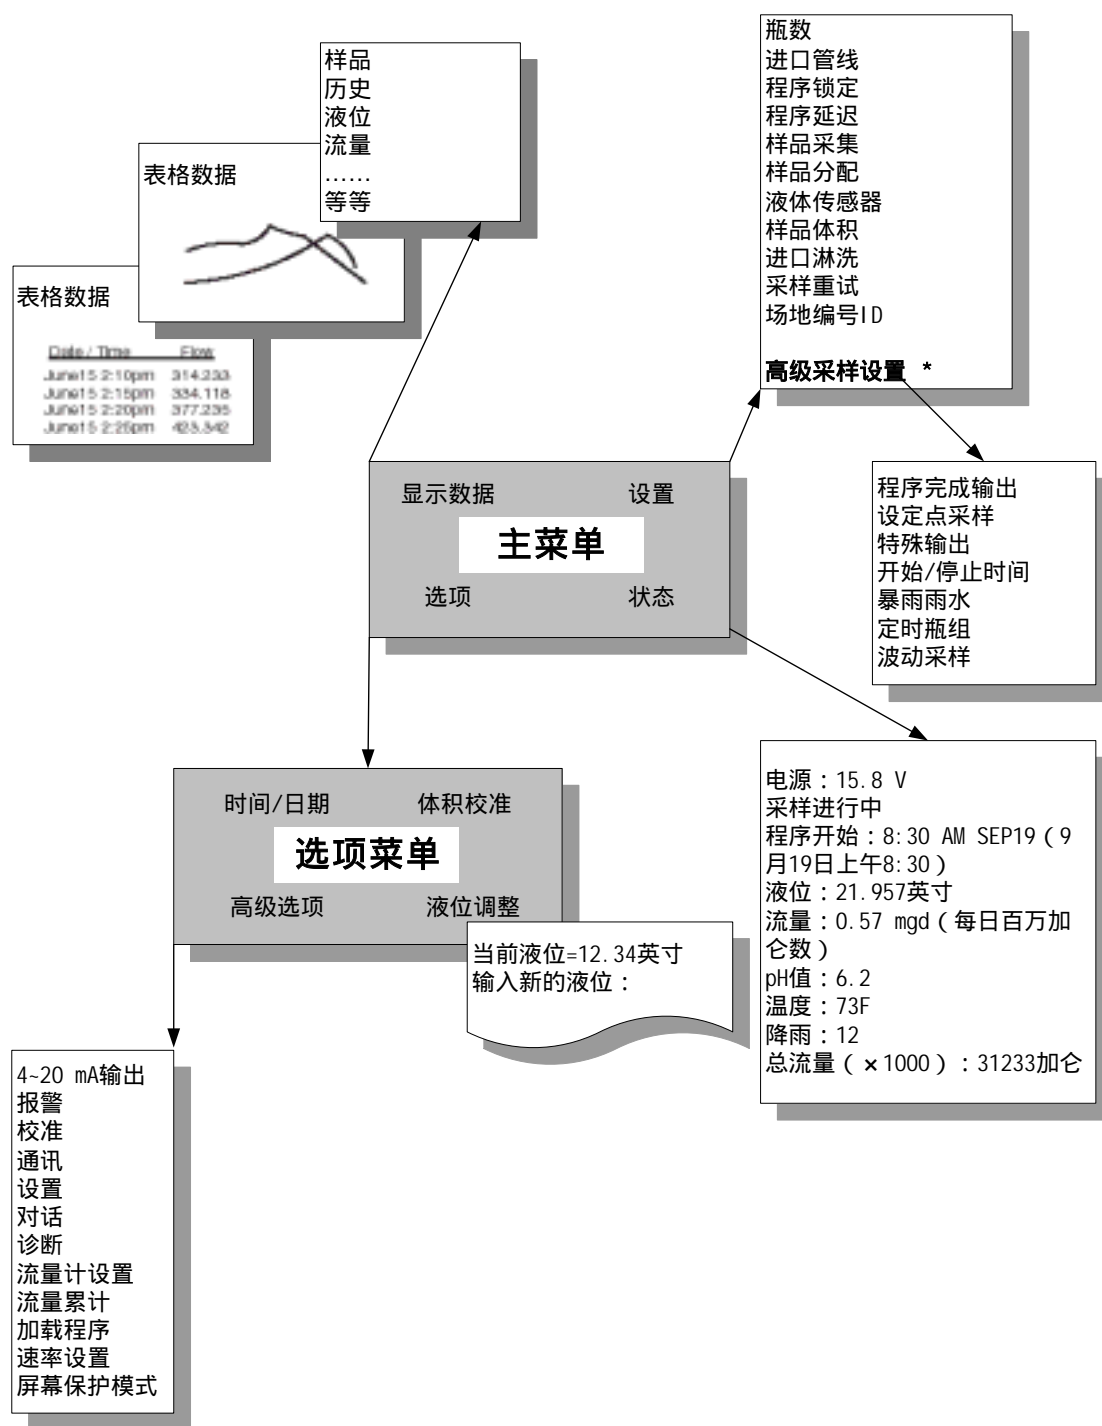 样品
历史
液位
流量
......
等等
表格数据
表格数据
Date / Time Flow
June15 2:10pm 314.233
June15 2:15pm 334.118
June15 2:20pm 377.235
June15 2:25pm 423.342
瓶数
进口管线
程序锁定
程序延迟
样品采集
样品分配
液体传感器
样品体积
进口淋洗
采样重试
场地编号ID
高级采样设置 *
程序完成输出
设定点采样
特殊输出
开始/停止时间
暴雨雨水
定时瓶组
波动采样
显示数据 设置
主菜单
选项 状态
时间/日期 体积校准
选项菜单
高级选项 液位调整
当前液位=12.34英寸
输入新的液位：
电源：15.8 V
采样进行中
程序开始：8:30 AM SEP19（9
月19日上午8:30）
液位：21.957英寸
流量：0.57 mgd（每日百万加
仑数）
pH值：6.2
温度：73F
降雨：12
总流量（×1000）：31233加仑
4~20 mA输出
报警
校准
通讯
设置
对话
诊断
流量计设置
流量累计
加载程序
速率设置
屏幕保护模式